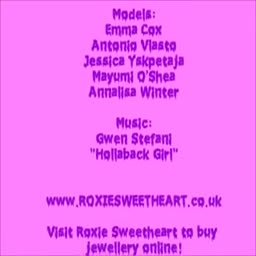 Models:
Emma Cox
Antonio Vlasto
Jessica Yskpetaja
Mayumi O'Shea
Annalisa Winter
Music:
Gwen Stefani
"Hollaback Girl"
www.ROXIESWEETHEART.co.uk
Visit Roxie Sweetheart to buy
jewellery online!